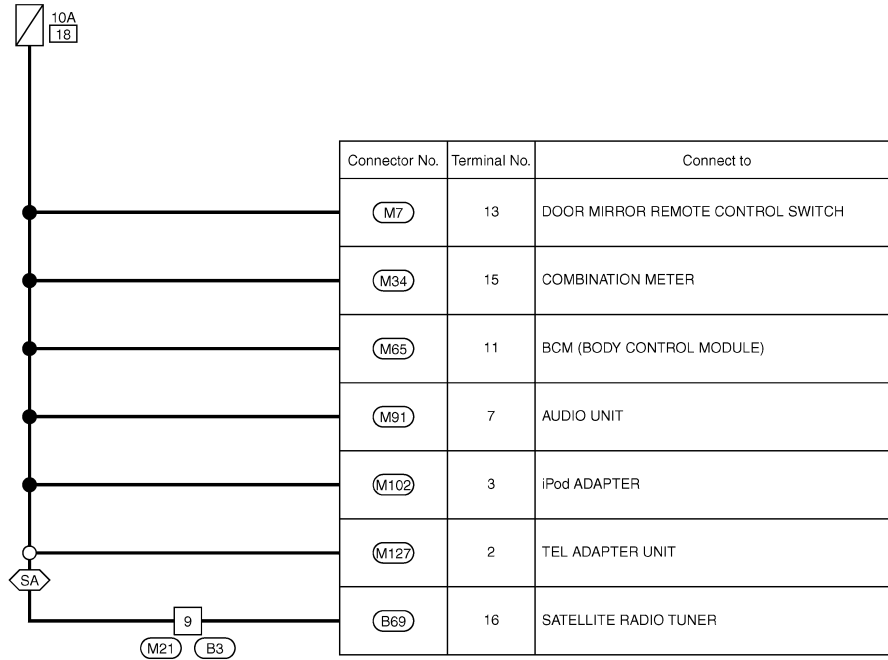 10A
18
Connector No. Terminal No. Connect to
M7 13 DOOR MIRROR REMOTE CONTROL SWITCH
M34 15 COMBINATION METER
M65 11 BCM (BODY CONTROL MODULE)
M91 7 AUDIO UNIT
M102 3 iPod ADAPTER
M127 2 TEL ADAPTER UNIT
SA
9 B69 16 SATELLITE RADIO TUNER
M21 B3